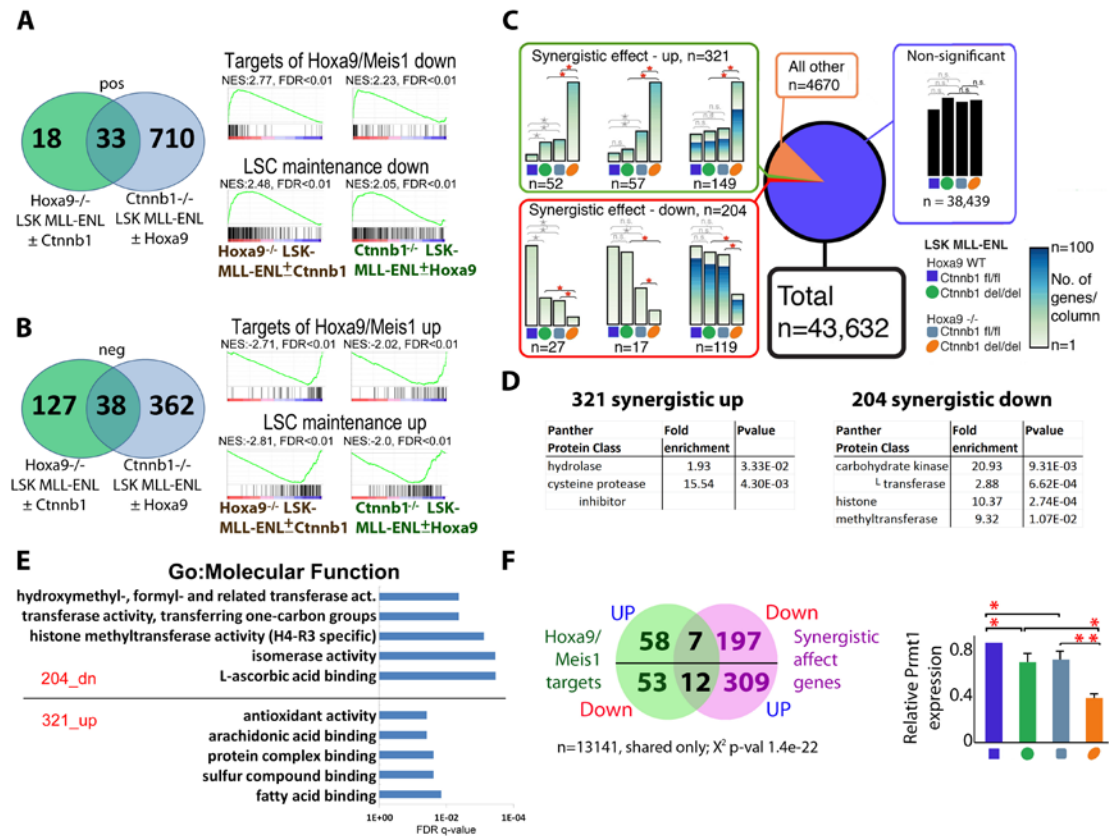 A
pos
18 33 710
Hoxa9-/-
LSK MLL-ENL
± Ctnnb1
Ctnnb1-/-
LSK MLL-ENL
± Hoxa9
Targets of Hoxa9/Meis1 down
NES:2.77, FDR<0.01
NES:2.23, FDR<0.01
LSC maintenance down
NES:2.48, FDR<0.01
NES:2.05, FDR<0.01
Hoxa9-/- LSK-
MLL-ENL±Ctnnb1
Ctnnb1-/- LSK-
MLL-ENL±Hoxa9
B
neg
127 38 362
Hoxa9-/-
LSK MLL-ENL
± Ctnnb1
Ctnnb1-/-
LSK MLL-ENL
± Hoxa9
Targets of Hoxa9/Meis1 up
NES:-2.71, FDR<0.01
NES:-2.02, FDR<0.01
LSC maintenance up
NES:-2.81, FDR<0.01
NES:-2.0, FDR<0.01
Hoxa9-/- LSK-
MLL-ENL±Ctnnb1
Ctnnb1-/- LSK-
MLL-ENL±Hoxa9
C
Synergistic effect - up, n=321
n.s.
n.s.
n.s.
n.s.
n.s.
n=52
n=57
n=149
Synergistic effect - down, n=204
n.s.
n.s.
n.s.
n.s.
n=27
n=17
n=119
All other
n=4670
Non-significant
n.s.
n.s.
n.s.
n.s.
n = 38,439
Total
n=43,632
LSK MLL-ENL
Hoxa9 WT
Ctnnb1 fl/fl
Ctnnb1 del/del
Hoxa9 -/-
Ctnnb1 fl/fl
Ctnnb1 del/del
n=100
No. of
genes/
column
n=1
D
321 synergistic up
Panther Fold Pvalue
Protein Class enrichment
hydrolase 1.93 3.33E-02
cysteine protease 15.54 4.30E-03
inhibitor
204 synergistic down
Panther Fold Pvalue
Protein Class enrichment
carbohydrate kinase 20.93 9.31E-03
└ transferase 2.88 6.62E-04
histone 10.37 2.74E-04
methyltransferase 9.32 1.07E-02
E
Go:Molecular Function
hydroxymethyl-, formyl- and related transferase act.
transferase activity, transferring one-carbon groups
histone methyltransferase activity (H4-R3 specific)
isomerase activity
L-ascorbic acid binding
204_dn
321_up
antioxidant activity
arachidonic acid binding
protein complex binding
sulfur compound binding
fatty acid binding
1E+00 1E-02 1E-04
FDR q-value
F
UP Down
Hoxa9/
Meis1
targets
58 7 197
53 12 309
Synergistic
affect
genes
Down UP
n=13141, shared only; X² p-val 1.4e-22
Relative Prmt1
expression
0.8
0.4
0